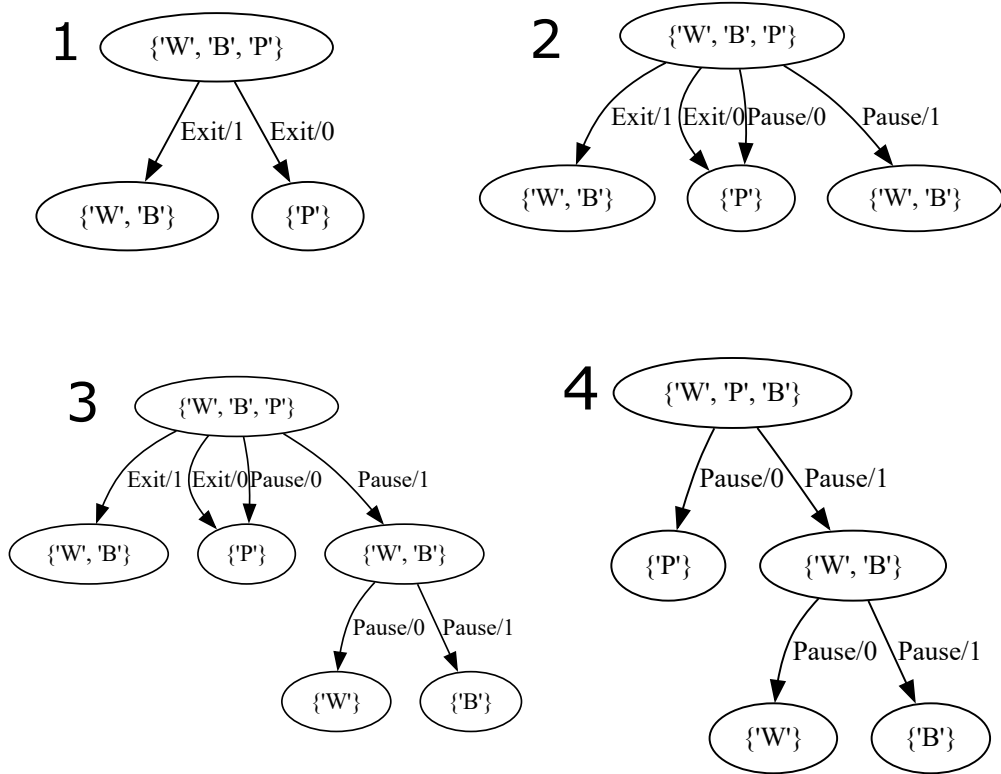 1
{'W', 'B', 'P'}
Exit/1
Exit/0
{'W', 'B'}
{'P'}
2
{'W', 'B', 'P'}
Exit/1
Exit/0
Pause/0
Pause/1
{'W', 'B'}
{'P'}
{'W', 'B'}
3
{'W', 'B', 'P'}
Exit/1
Exit/0
Pause/0
Pause/1
{'W', 'B'}
{'P'}
{'W', 'B'}
Pause/0
Pause/1
{'W'}
{'B'}
4
{'W', 'P', 'B'}
Pause/0
Pause/1
{'P'}
{'W', 'B'}
Pause/0
Pause/1
{'W'}
{'B'}